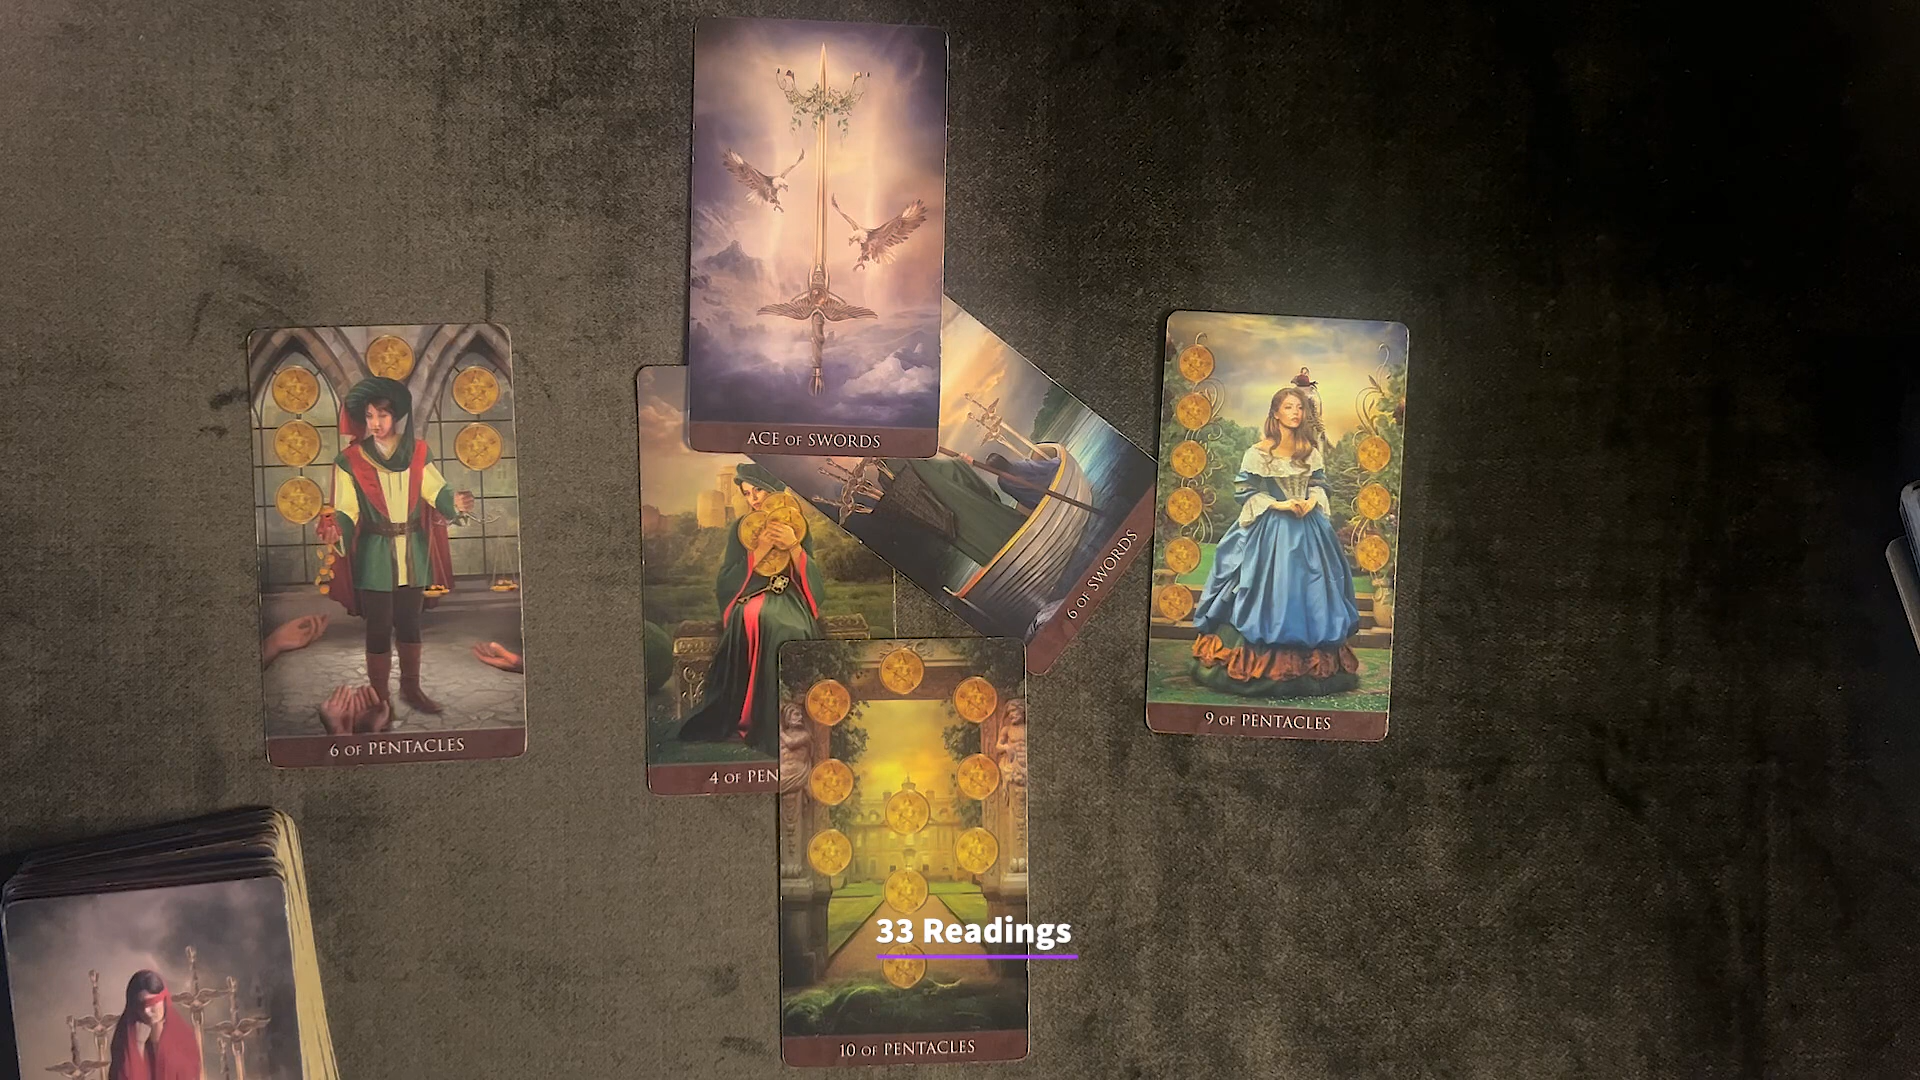 ACE OF SWORDS
6 OF SWORDS
9 OF PENTACLES
6 OF PENTACLES
4 OF PEN
33 Readings
10 OF PENTACLES